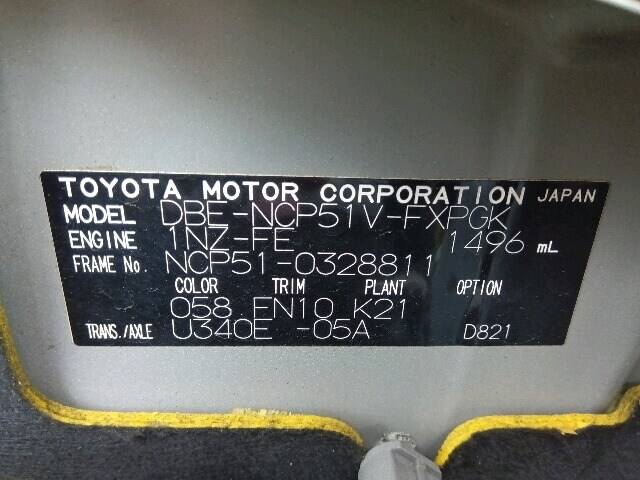 TOYOTA MOTOR CORPORATION JAPAN
MODEL DBE-NCP51V-FXPGK
ENGINE 1NZ-FE 1496 mL
FRAME No. NCP51-0328811
COLOR TRIM PLANT OPTION
058 EN10 K21
TRANS./AXLE U340E -05A D821